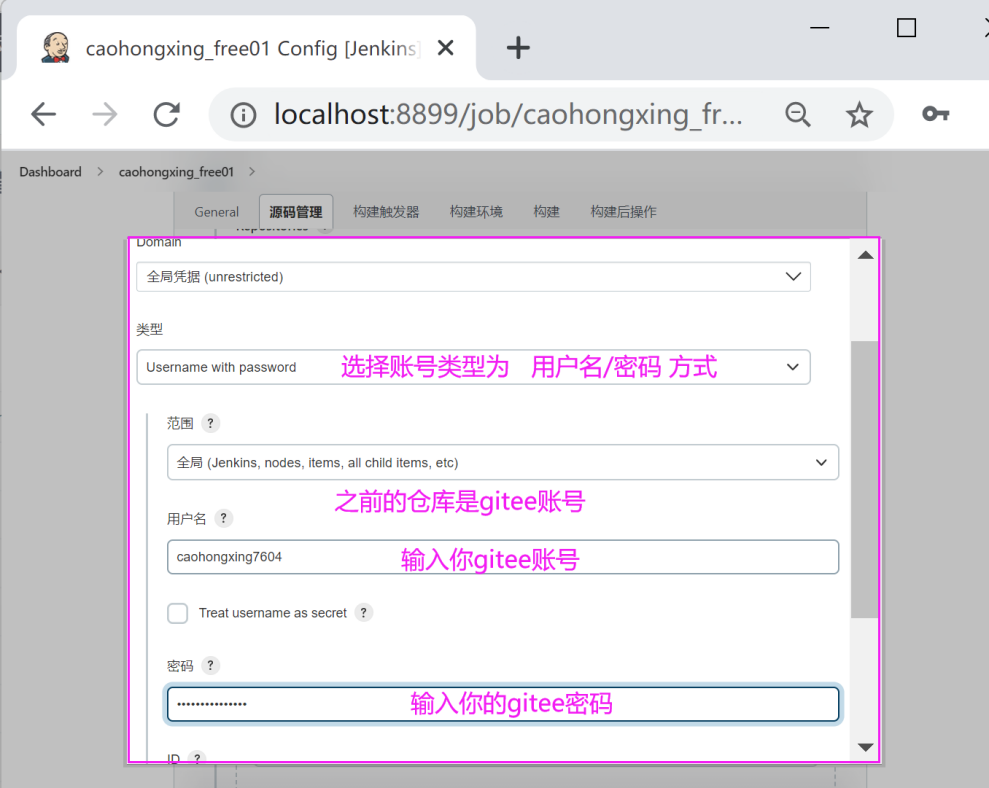 caohongxing_free01 Config [Jenkins]
localhost:8899/job/caohongxing_fr...
Dashboard > caohongxing_free01 >
General 源码管理 构建触发器 构建环境 构建 构建后操作
Repositories
Domain
全局凭据 (unrestricted)
类型
Username with password 选择账号类型为 用户名/密码 方式
范围 ?
全局 (Jenkins, nodes, items, all child items, etc)
之前的仓库是gitee账号
用户名 ?
caohongxing7604 输入你gitee账号
Treat username as secret ?
密码 ?
••••••••••••••• 输入你的gitee密码
ID ?